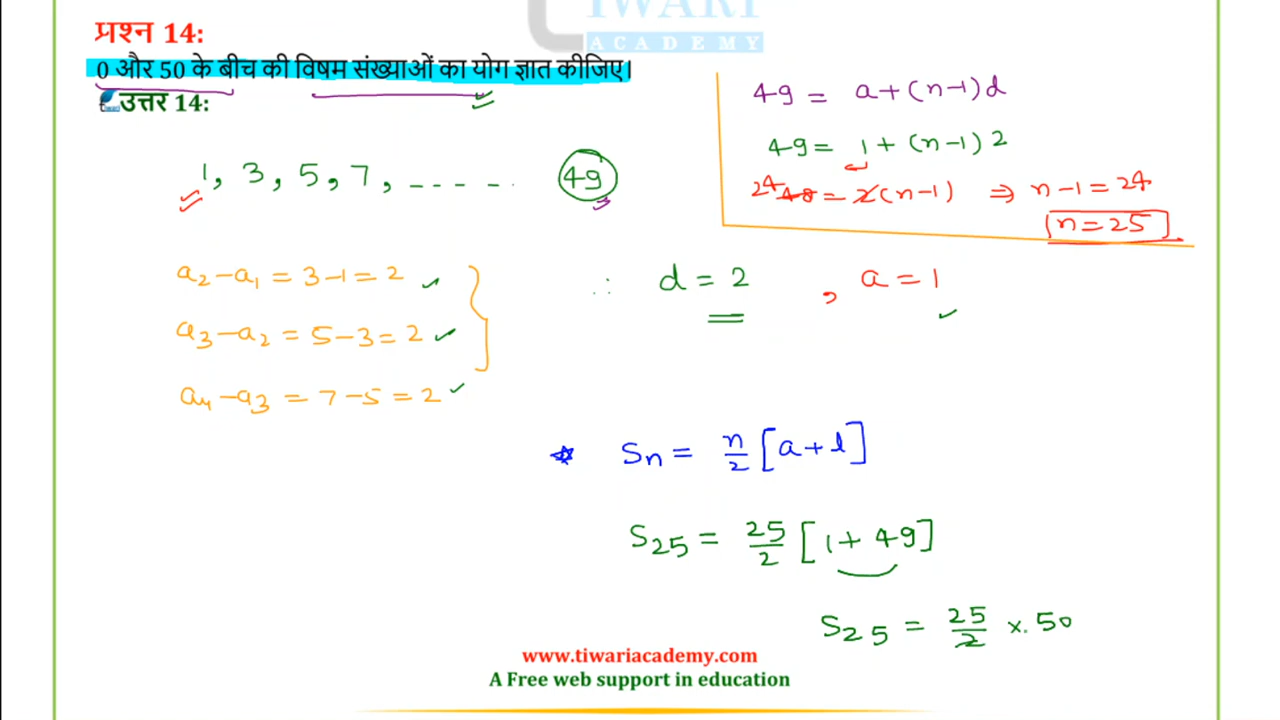 TIWARI
ACADEMY
प्रश्न 14:
0 और 50 के बीच की विषम संख्याओं का योग ज्ञात कीजिए।
उत्तर 14:
1, 3, 5, 7, ----- 49
49 = a+(n-1)d
49 = 1+(n-1)2
24 48 = 2(n-1) ⇒ n-1=24
n=25
a2-a1 = 3-1 = 2 ✓
a3-a2 = 5-3 = 2 ✓
a4-a3 = 7-5 = 2 ✓
∴ d = 2, a = 1
Sn = n/2 [a+l]
S25 = 25/2 [1+49]
S25 = 25/2 × 50
www.tiwariacademy.com
A Free web support in education